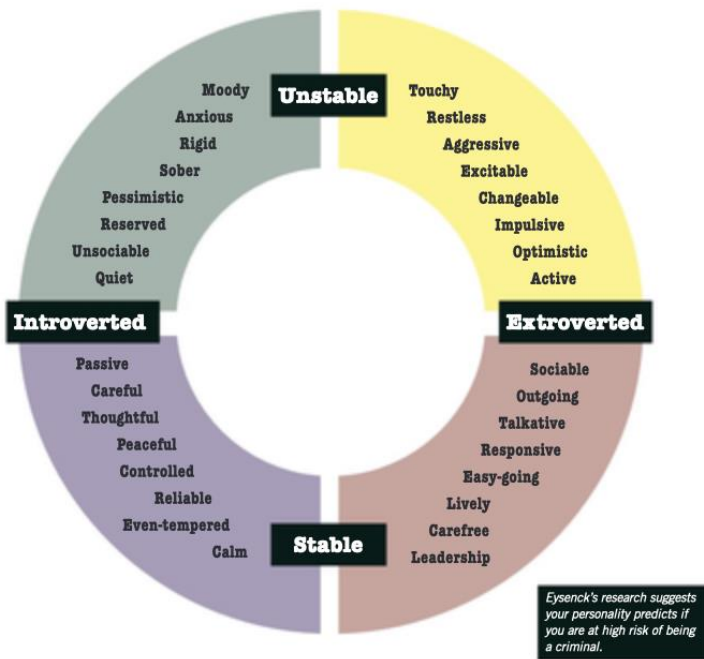 Unstable
Moody
Anxious
Rigid
Sober
Pessimistic
Reserved
Unsociable
Quiet
Touchy
Restless
Aggressive
Excitable
Changeable
Impulsive
Optimistic
Active
Introverted
Extroverted
Passive
Careful
Thoughtful
Peaceful
Controlled
Reliable
Even-tempered
Calm
Sociable
Outgoing
Talkative
Responsive
Easy-going
Lively
Carefree
Leadership
Stable
Eysenck's research suggests
your personality predicts if
you are at high risk of being
a criminal.